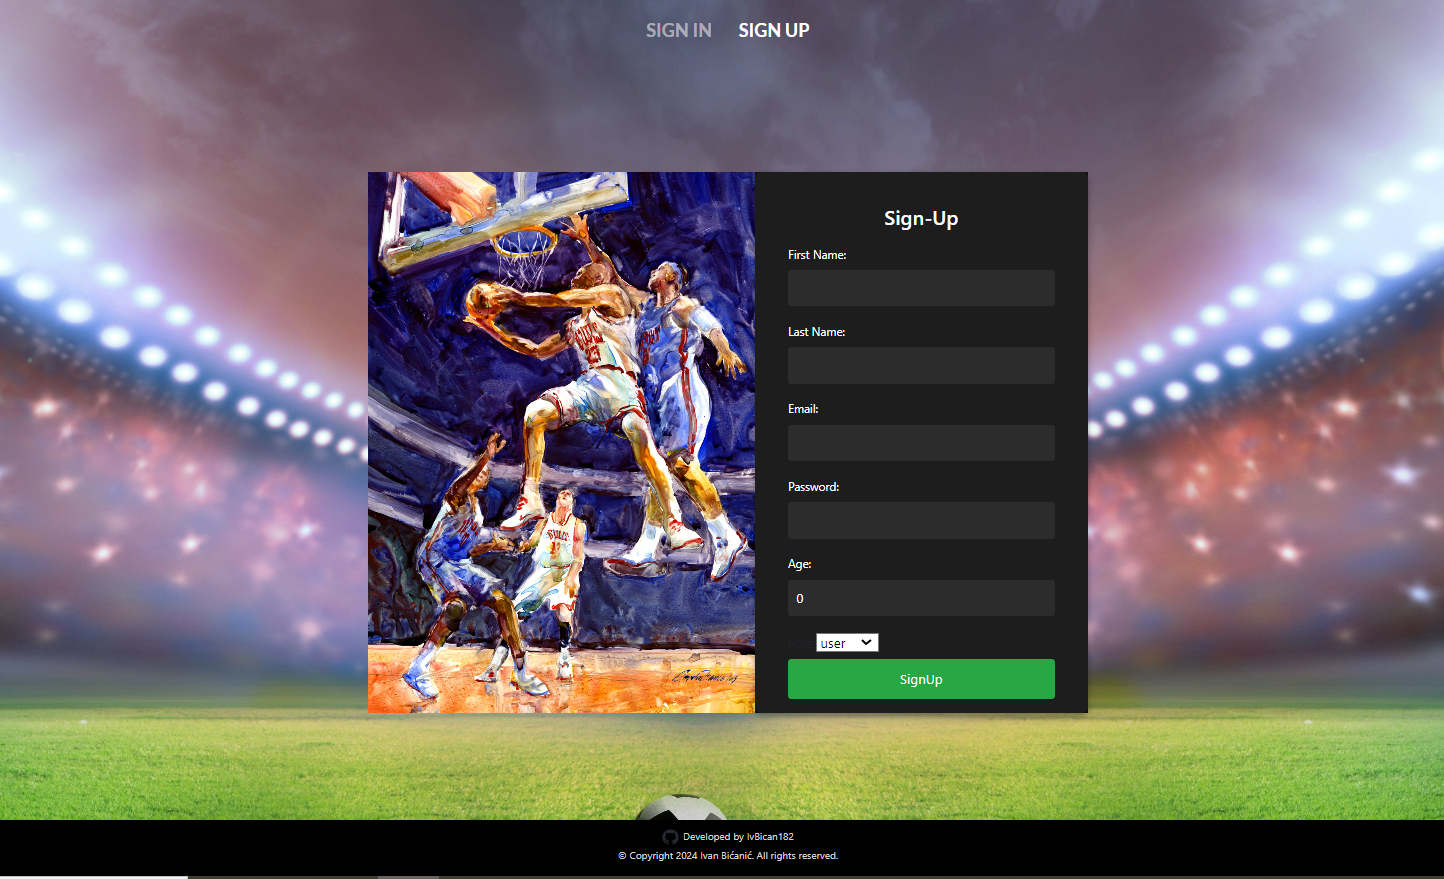 SIGN IN SIGN UP
Sign-Up
First Name:
Last Name:
Email:
Password:
Age:
0
user
SignUp
Developed by IvBican182
© Copyright 2024 Ivan Bićanić. All rights reserved.